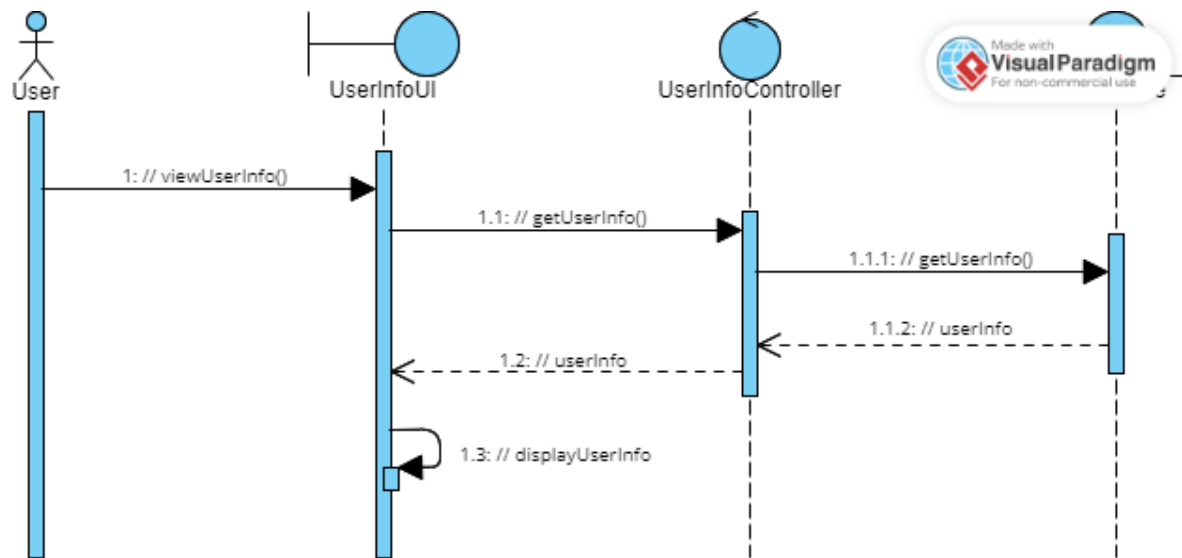 Made with
Visual Paradigm
For non-commercial use
User
UserInfoUI
UserInfoController
1: // viewUserInfo()
1.1: // getUserInfo()
1.1.1: // getUserInfo()
1.1.2: // userInfo
1.2: // userInfo
1.3: // displayUserInfo